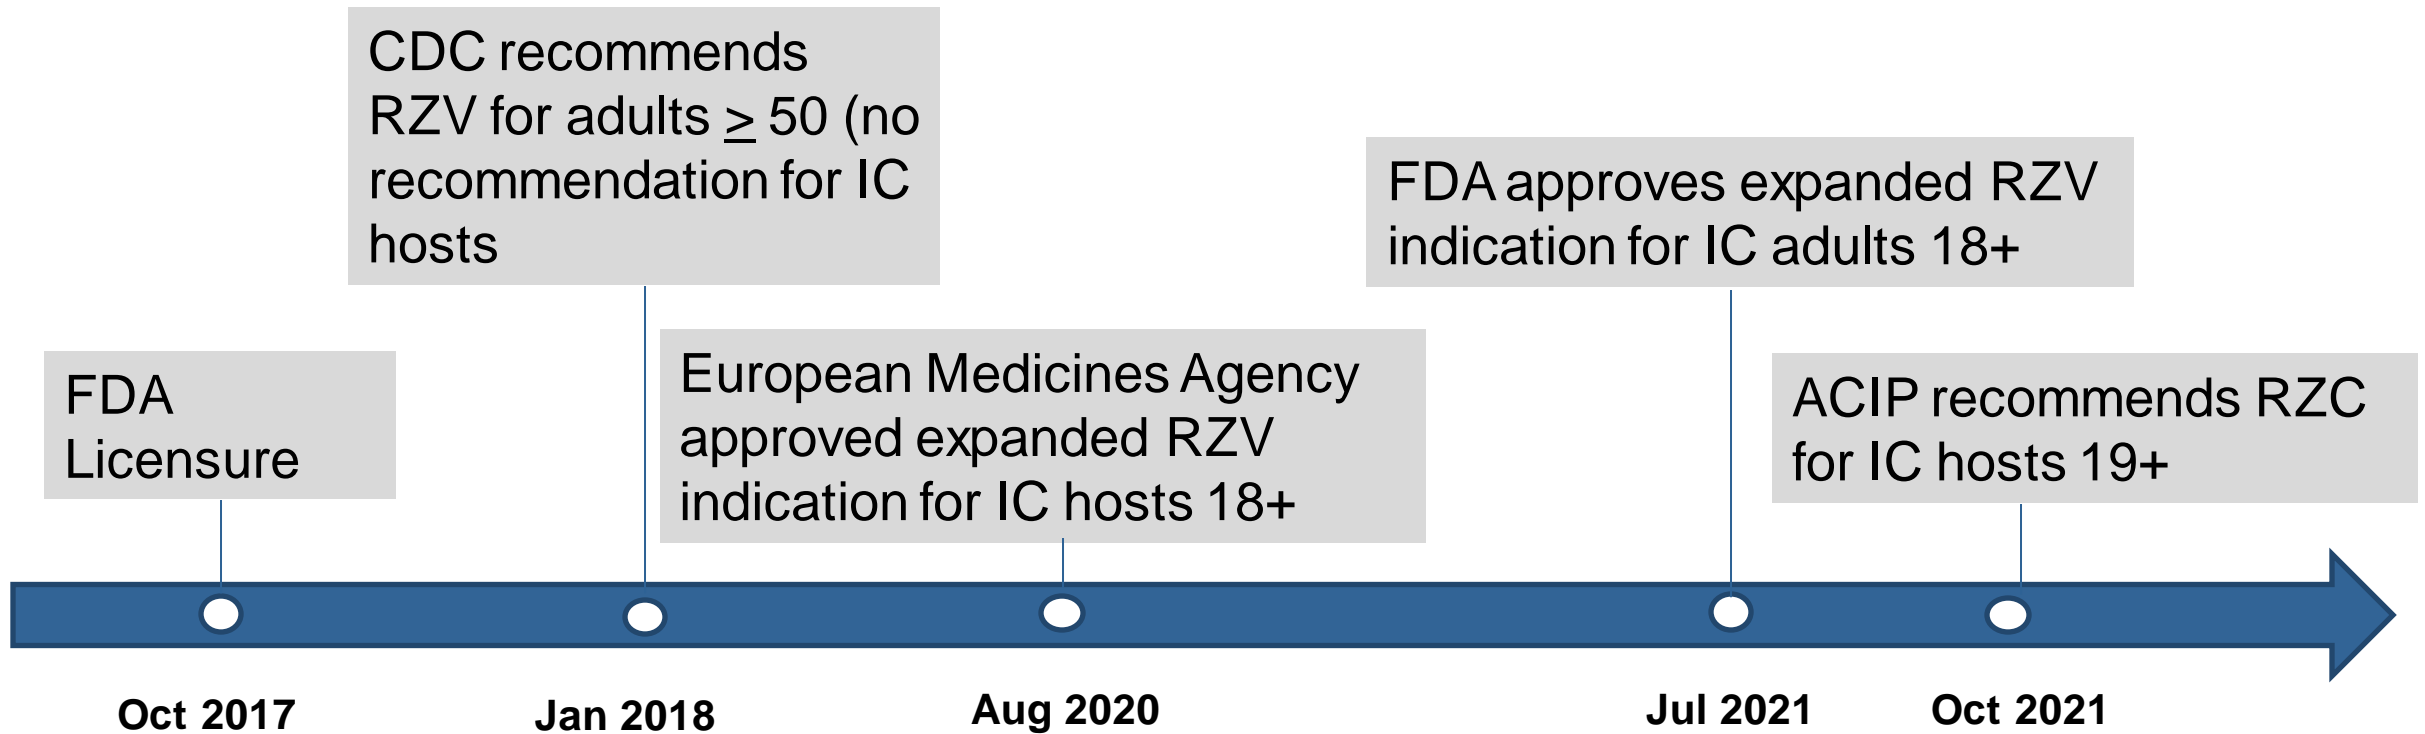 CDC recommends
RZV for adults ≥ 50 (no
recommendation for IC
hosts
FDA approves expanded RZV
indication for IC adults 18+
FDA
Licensure
European Medicines Agency
approved expanded RZV
indication for IC hosts 18+
ACIP recommends RZC
for IC hosts 19+
Oct 2017
Jan 2018
Aug 2020
Jul 2021
Oct 2021